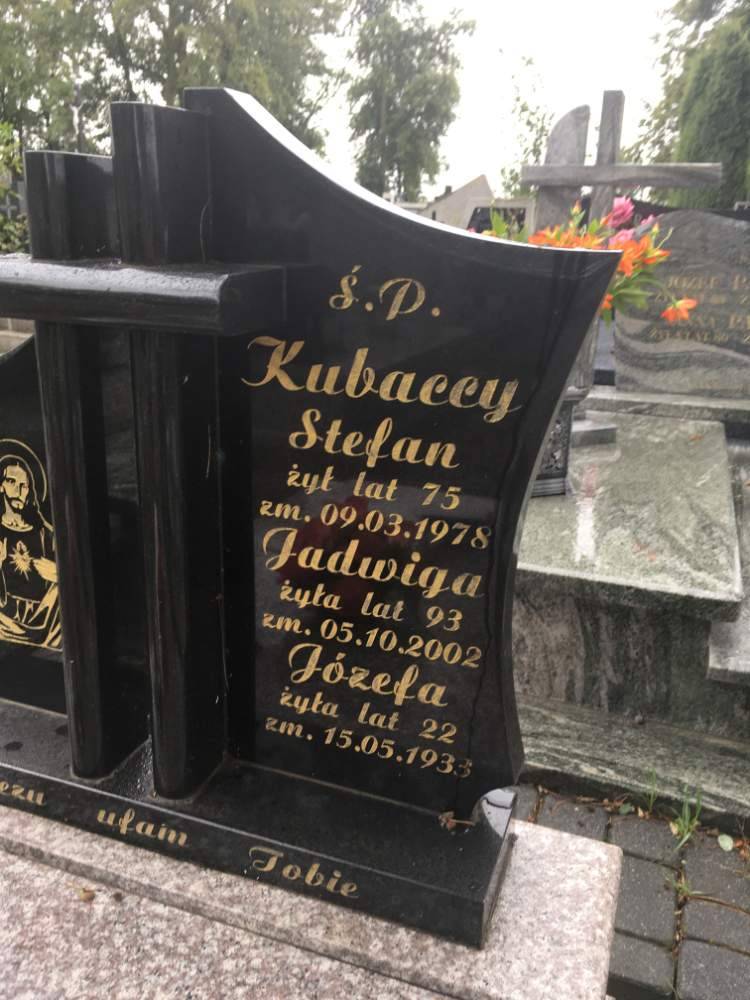 Ś.P.
Kubaccy
Stefan
żył lat 75
zm. 09.03.1978
Jadwiga
żyła lat 93
zm. 05.10.2002
Józefa
żyła lat 22
zm. 15.05.1933
ufam Tobie
JÓZEF